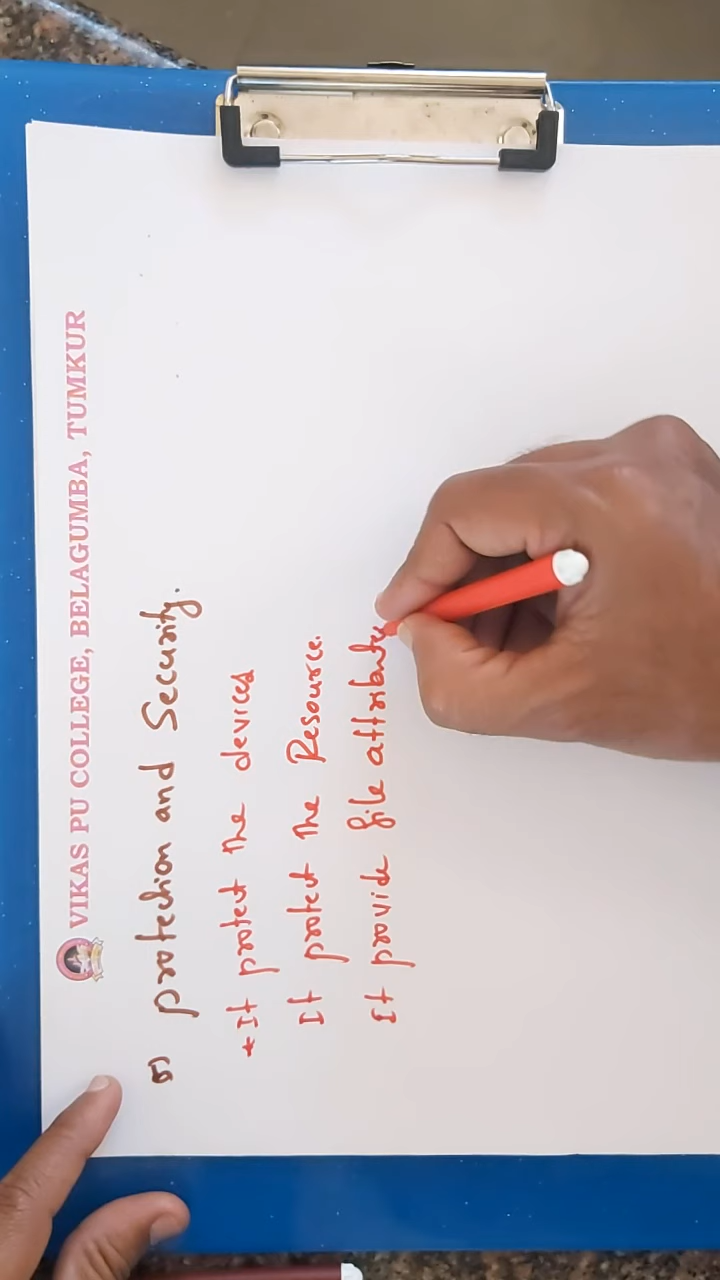 VIKAS PU COLLEGE, BELAGUMBA, TUMKUR
5) protection and Security.
* It protect the devices
It protect the Resource.
It provide file attribute